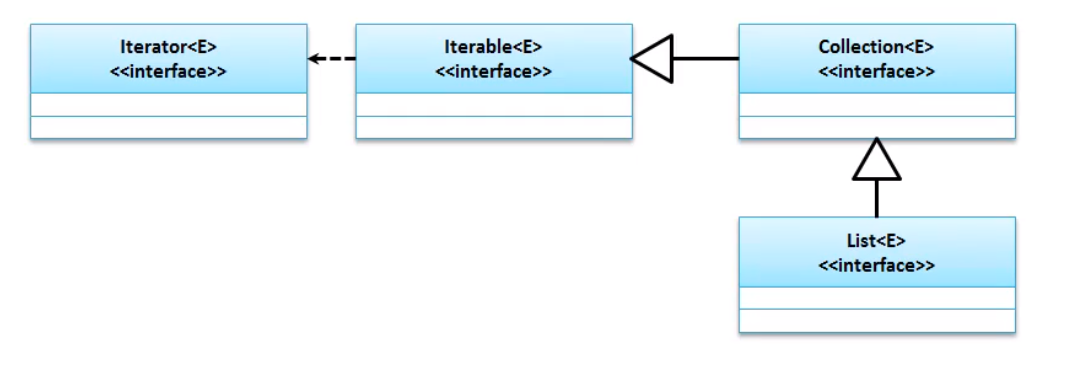 Iterator<E>
<<interface>>
Iterable<E>
<<interface>>
Collection<E>
<<interface>>
List<E>
<<interface>>